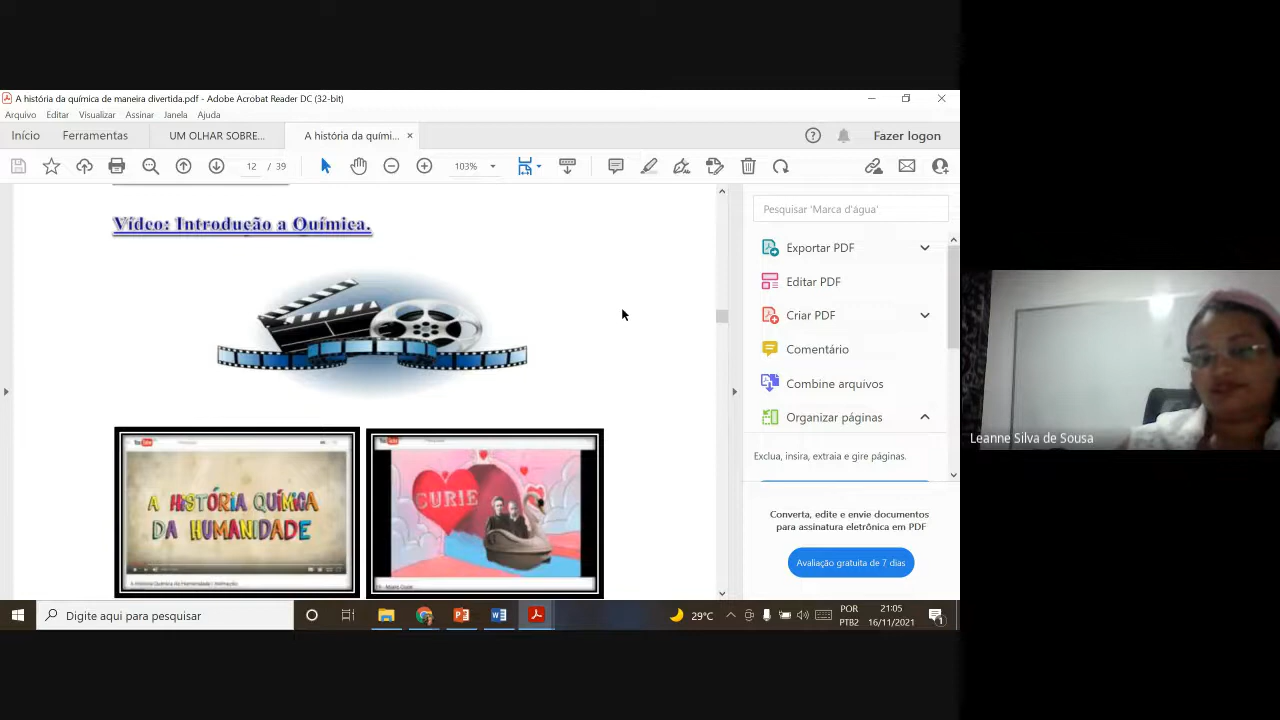 A história da química de maneira divertida.pdf - Adobe Acrobat Reader DC (32-bit)
Arquivo Editar Visualizar Assinar Janela Ajuda
Início Ferramentas UM OLHAR SOBRE... A história da quími... ×
Fazer logon
12 / 39
103%
Vídeo: Introdução a Química.
Pesquisar 'Marca d'água'
Exportar PDF
Editar PDF
Criar PDF
Comentário
Combine arquivos
Organizar páginas
Exclua, insira, extraia e gire páginas.
Converta, edite e envie documentos
para assinatura eletrônica em PDF
Avaliação gratuita de 7 dias
A HISTÓRIA QUÍMICA
DA HUMANIDADE
CURIE
Leanne Silva de Sousa
Digite aqui para pesquisar
29°C
POR
PTB2
21:05
16/11/2021